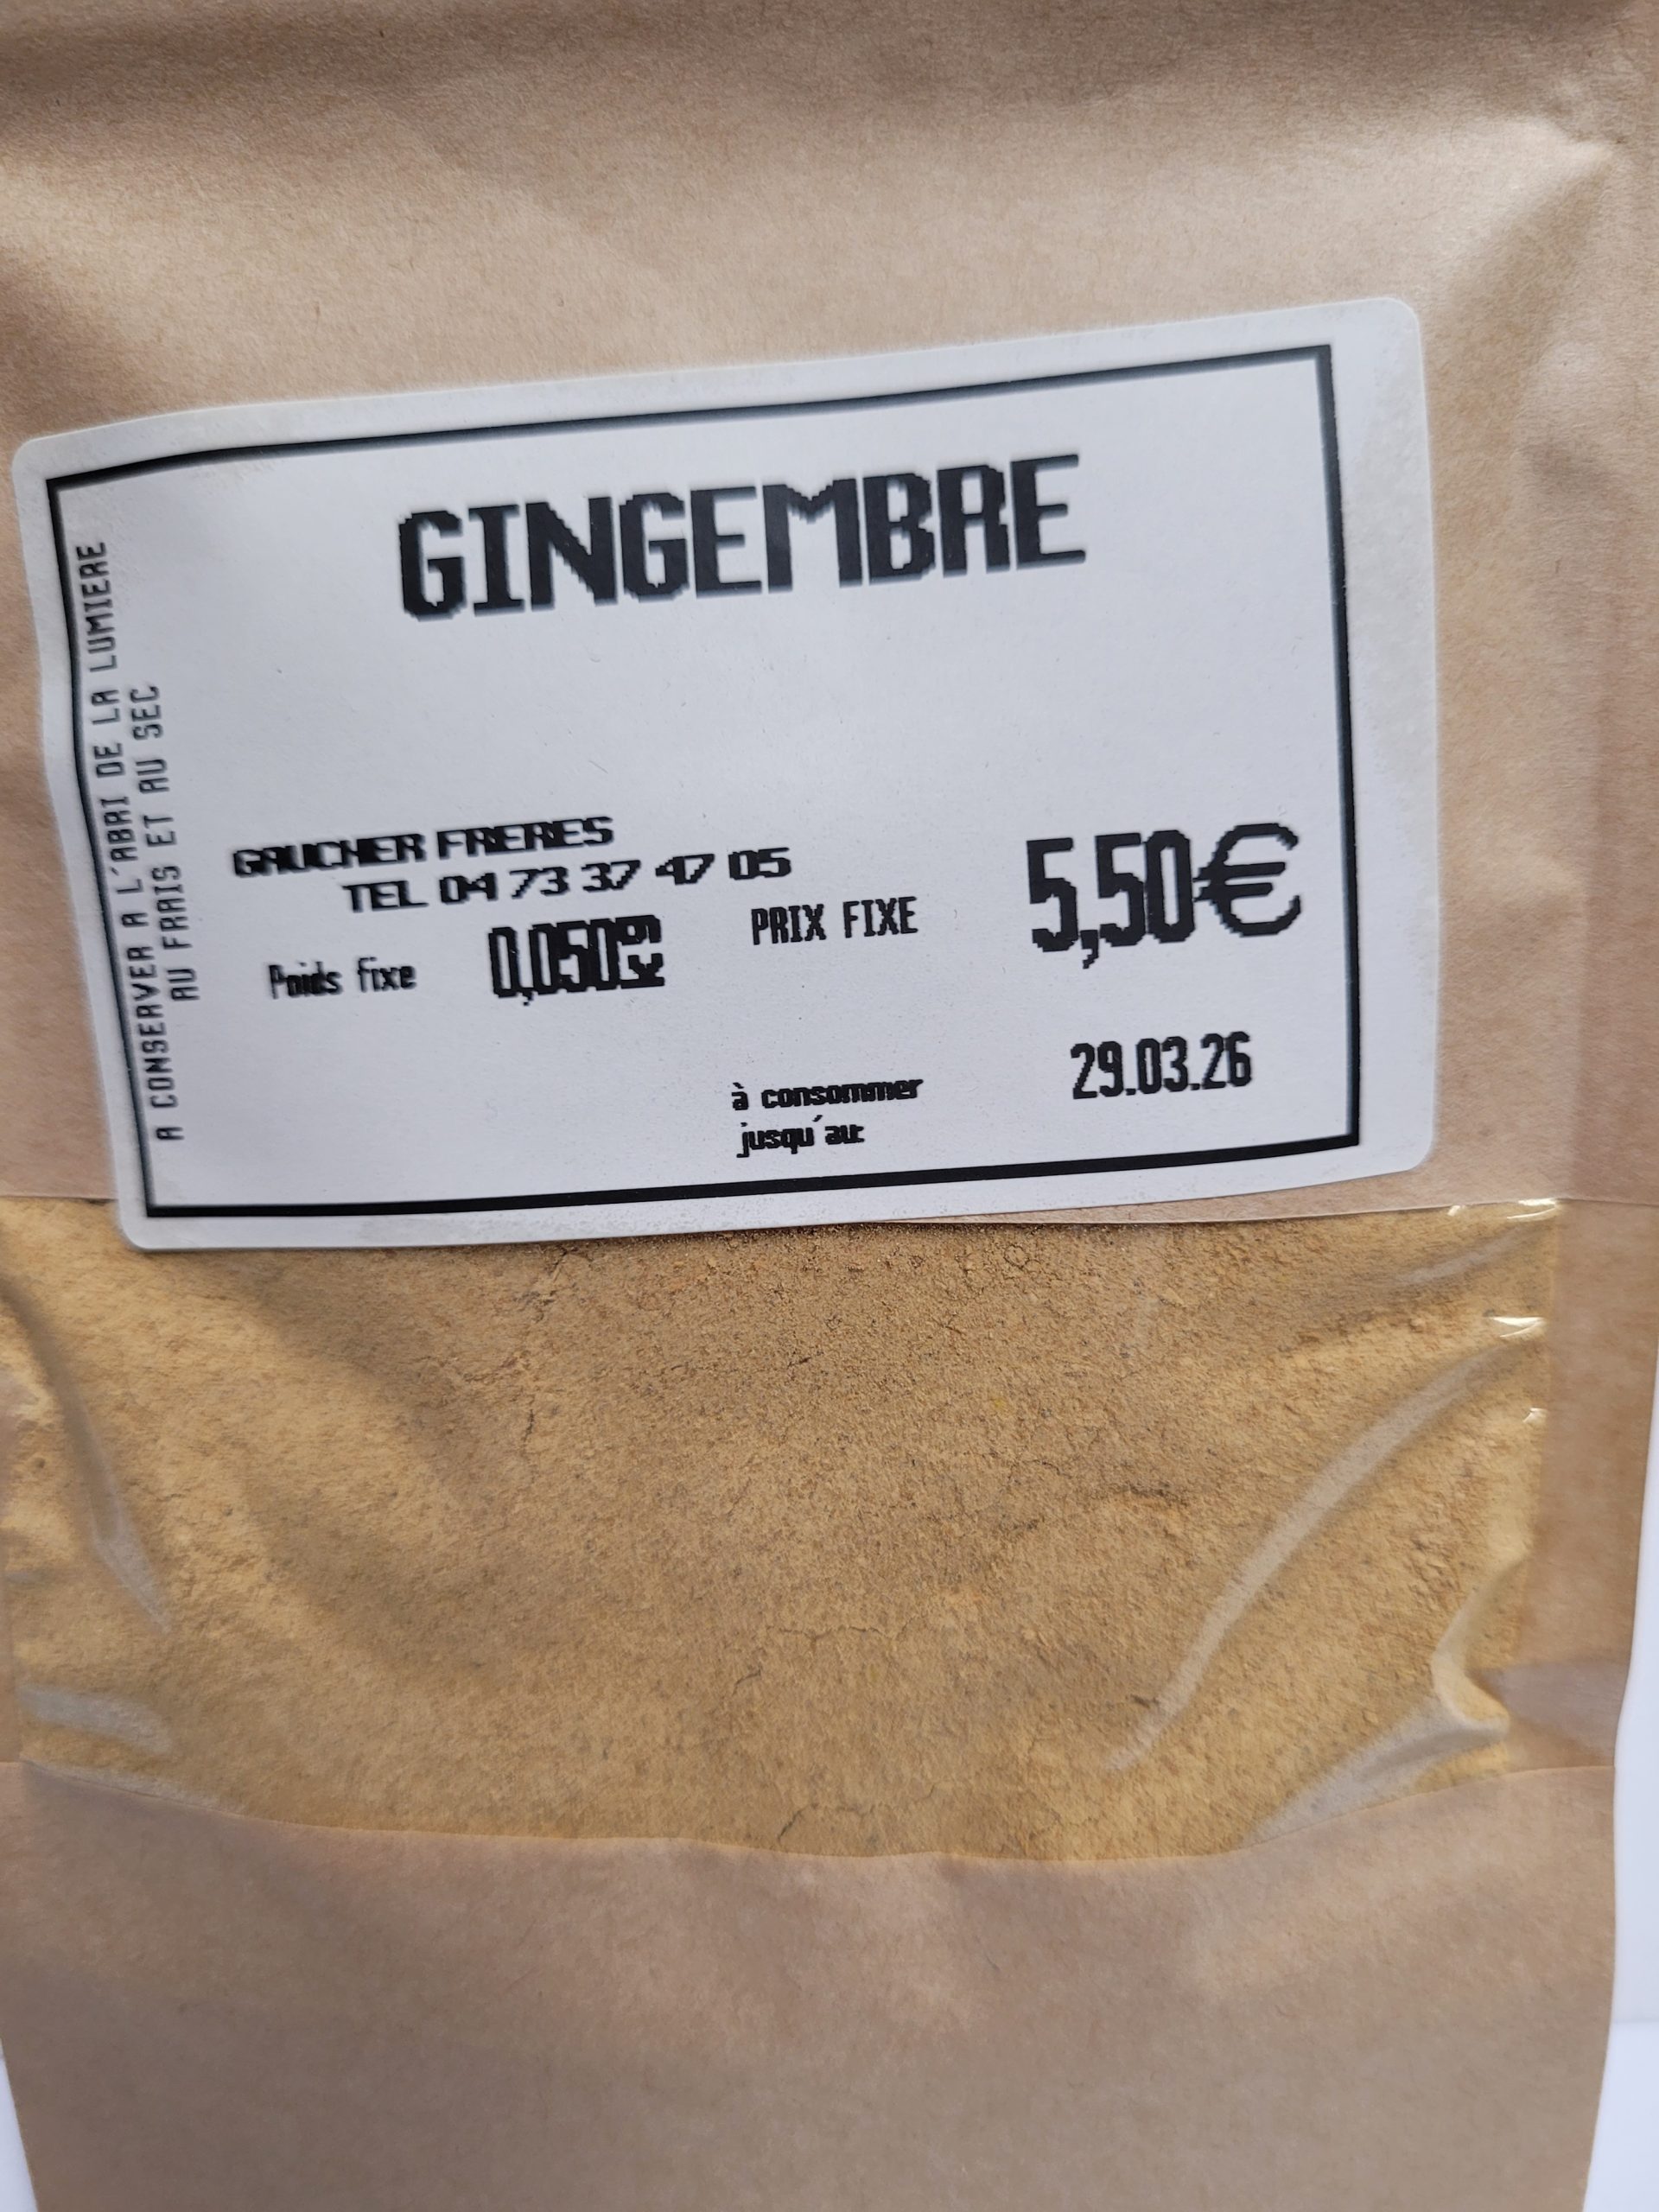 GINGEMBRE
GAUCHER FRERES
TEL 04 73 37 47 05
Poids fixe 0,050kg PRIX FIXE 5,50€
à consommer 29.03.26
jusqu'au:
A CONSERVER A L'ABRI DE LA LUMIERE
AU FRAIS ET AU SEC